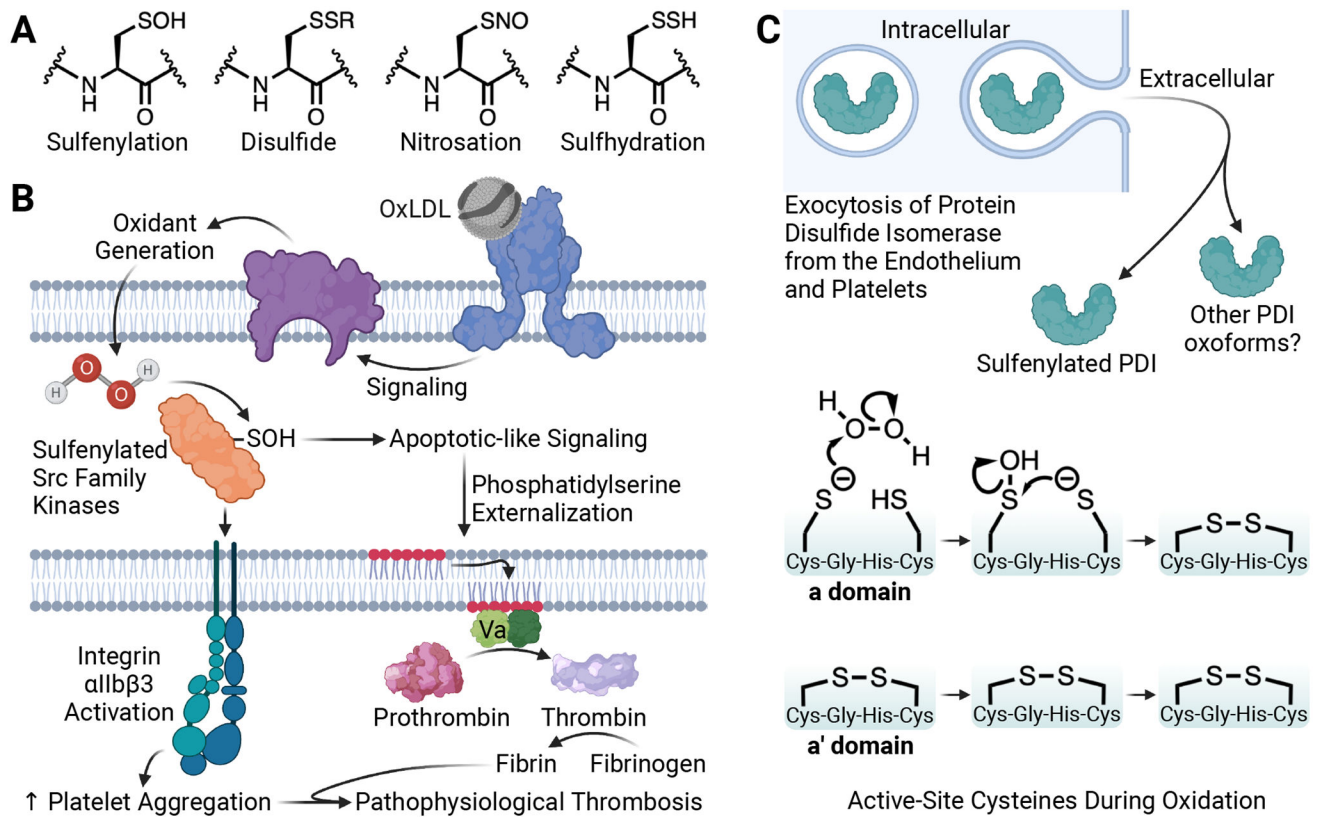 A
SOH
SSR
SNO
SSH
N
H
O
N
H
O
N
H
O
N
H
O
Sulfenylation
Disulfide
Nitrosation
Sulfhydration
B
OxLDL
Oxidant
Generation
Signaling
H
O
O
H
SOH
Sulfenylated
Src Family
Kinases
Apoptotic-like Signaling
Phosphatidylserine
Externalization
Va
Integrin
αIIbβ3
Activation
Prothrombin
Thrombin
Fibrin
Fibrinogen
↑ Platelet Aggregation
Pathophysiological Thrombosis
C
Intracellular
Extracellular
Exocytosis of Protein
Disulfide Isomerase
from the Endothelium
and Platelets
Sulfenylated PDI
Other PDI
oxoforms?
H
O–O
H
S
⊖
HS
Cys-Gly-His-Cys
a domain
OH
S
⊖
S
Cys-Gly-His-Cys
S–S
Cys-Gly-His-Cys
S–S
Cys-Gly-His-Cys
a' domain
S–S
Cys-Gly-His-Cys
S–S
Cys-Gly-His-Cys
Active-Site Cysteines During Oxidation